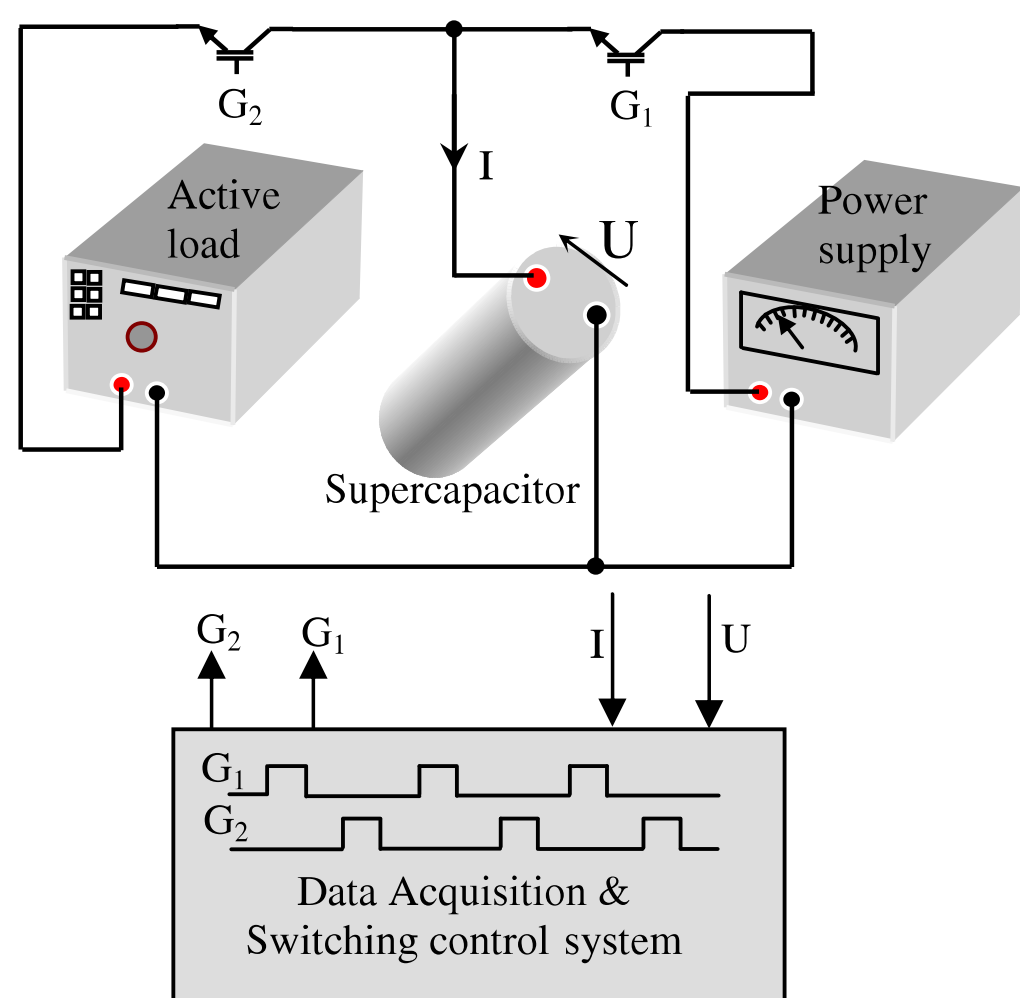 G₂
G₁
I
Active
load
Power
supply
U
Supercapacitor
G₂
G₁
I
U
G₁
G₂
Data Acquisition &
Switching control system